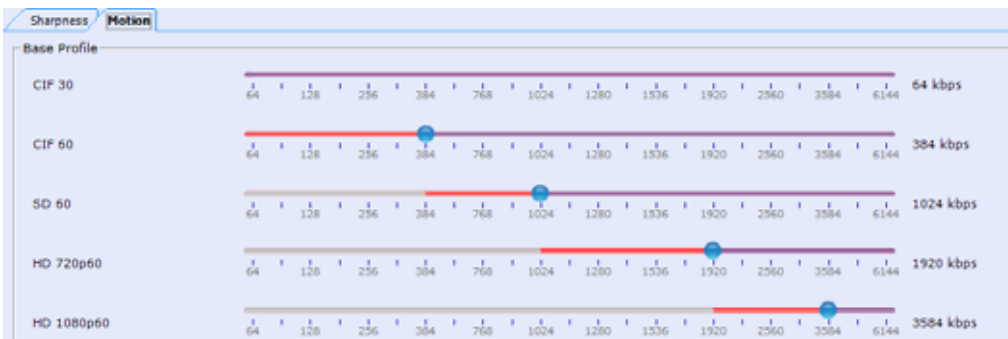 Sharpness Motion
Base Profile
CIF 30 64 kbps
64 128 256 384 768 1024 1280 1536 1920 2560 3584 6144
CIF 60 384 kbps
64 128 256 384 768 1024 1280 1536 1920 2560 3584 6144
SD 60 1024 kbps
64 128 256 384 768 1024 1280 1536 1920 2560 3584 6144
HD 720p60 1920 kbps
64 128 256 384 768 1024 1280 1536 1920 2560 3584 6144
HD 1080p60 3584 kbps
64 128 256 384 768 1024 1280 1536 1920 2560 3584 6144